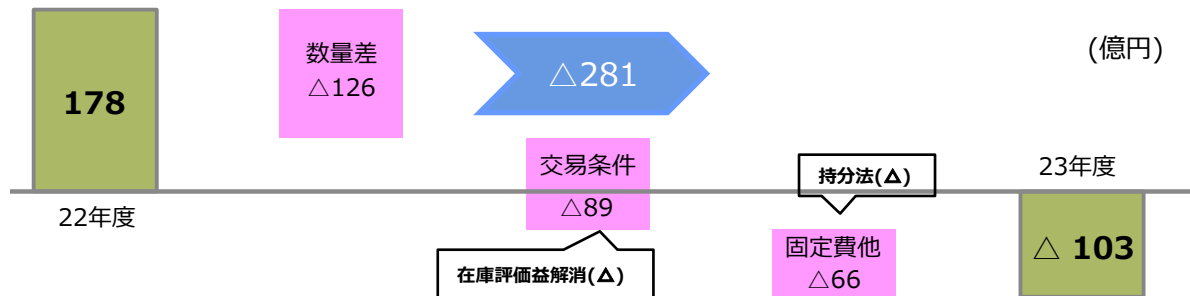 (億円)
178
22年度
数量差
△126
△281
交易条件
△89
在庫評価益解消(△)
持分法(△)
固定費他
△66
23年度
△ 103